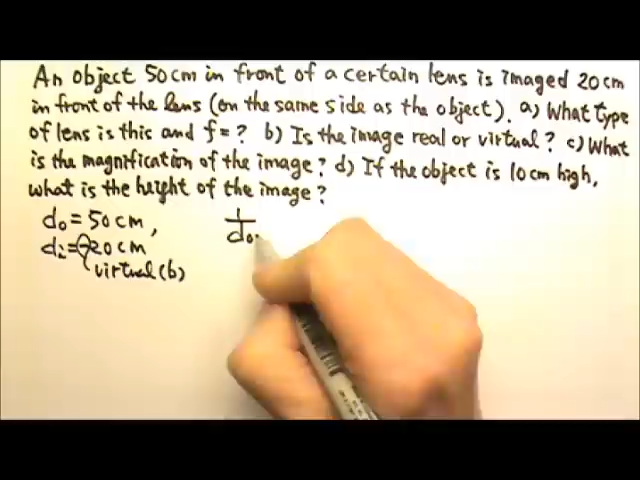 An object 50cm in front of a certain lens is imaged 20cm
in front of the lens (on the same side as the object). a) What type
of lens is this and f=? b) Is the image real or virtual? c) What
is the magnification of the image? d) If the object is 10cm high,
what is the height of the image?
do = 50cm,
di = -20cm
virtual (b)
1/do